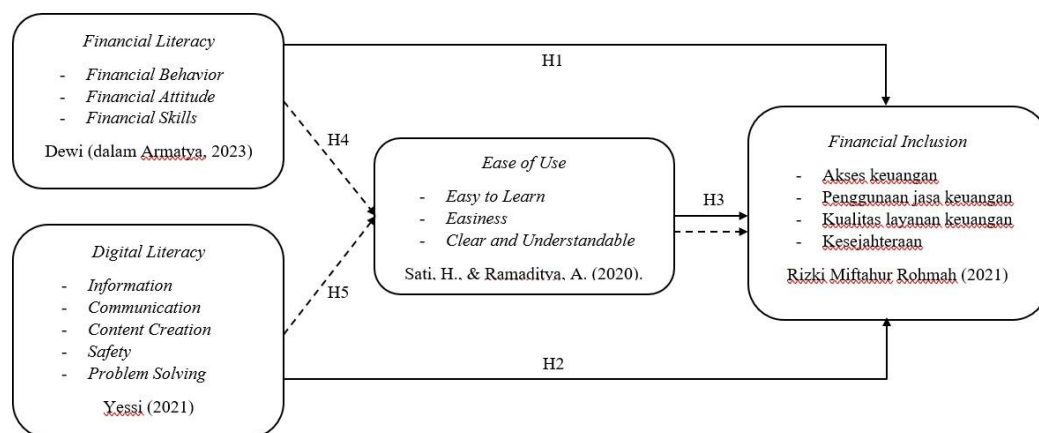 Financial Literacy
- Financial Behavior
- Financial Attitude
- Financial Skills
Dewi (dalam Armatya, 2023)
H1
H4
Ease of Use
- Easy to Learn
- Easiness
- Clear and Understandable
Sati, H., & Ramaditya, A. (2020).
H3
Financial Inclusion
- Akses keuangan
- Penggunaan jasa keuangan
- Kualitas layanan keuangan
- Kesejahteraan
Rizki Miftahur Rohmah (2021)
Digital Literacy
- Information
- Communication
- Content Creation
- Safety
- Problem Solving
Yessi (2021)
H5
H2